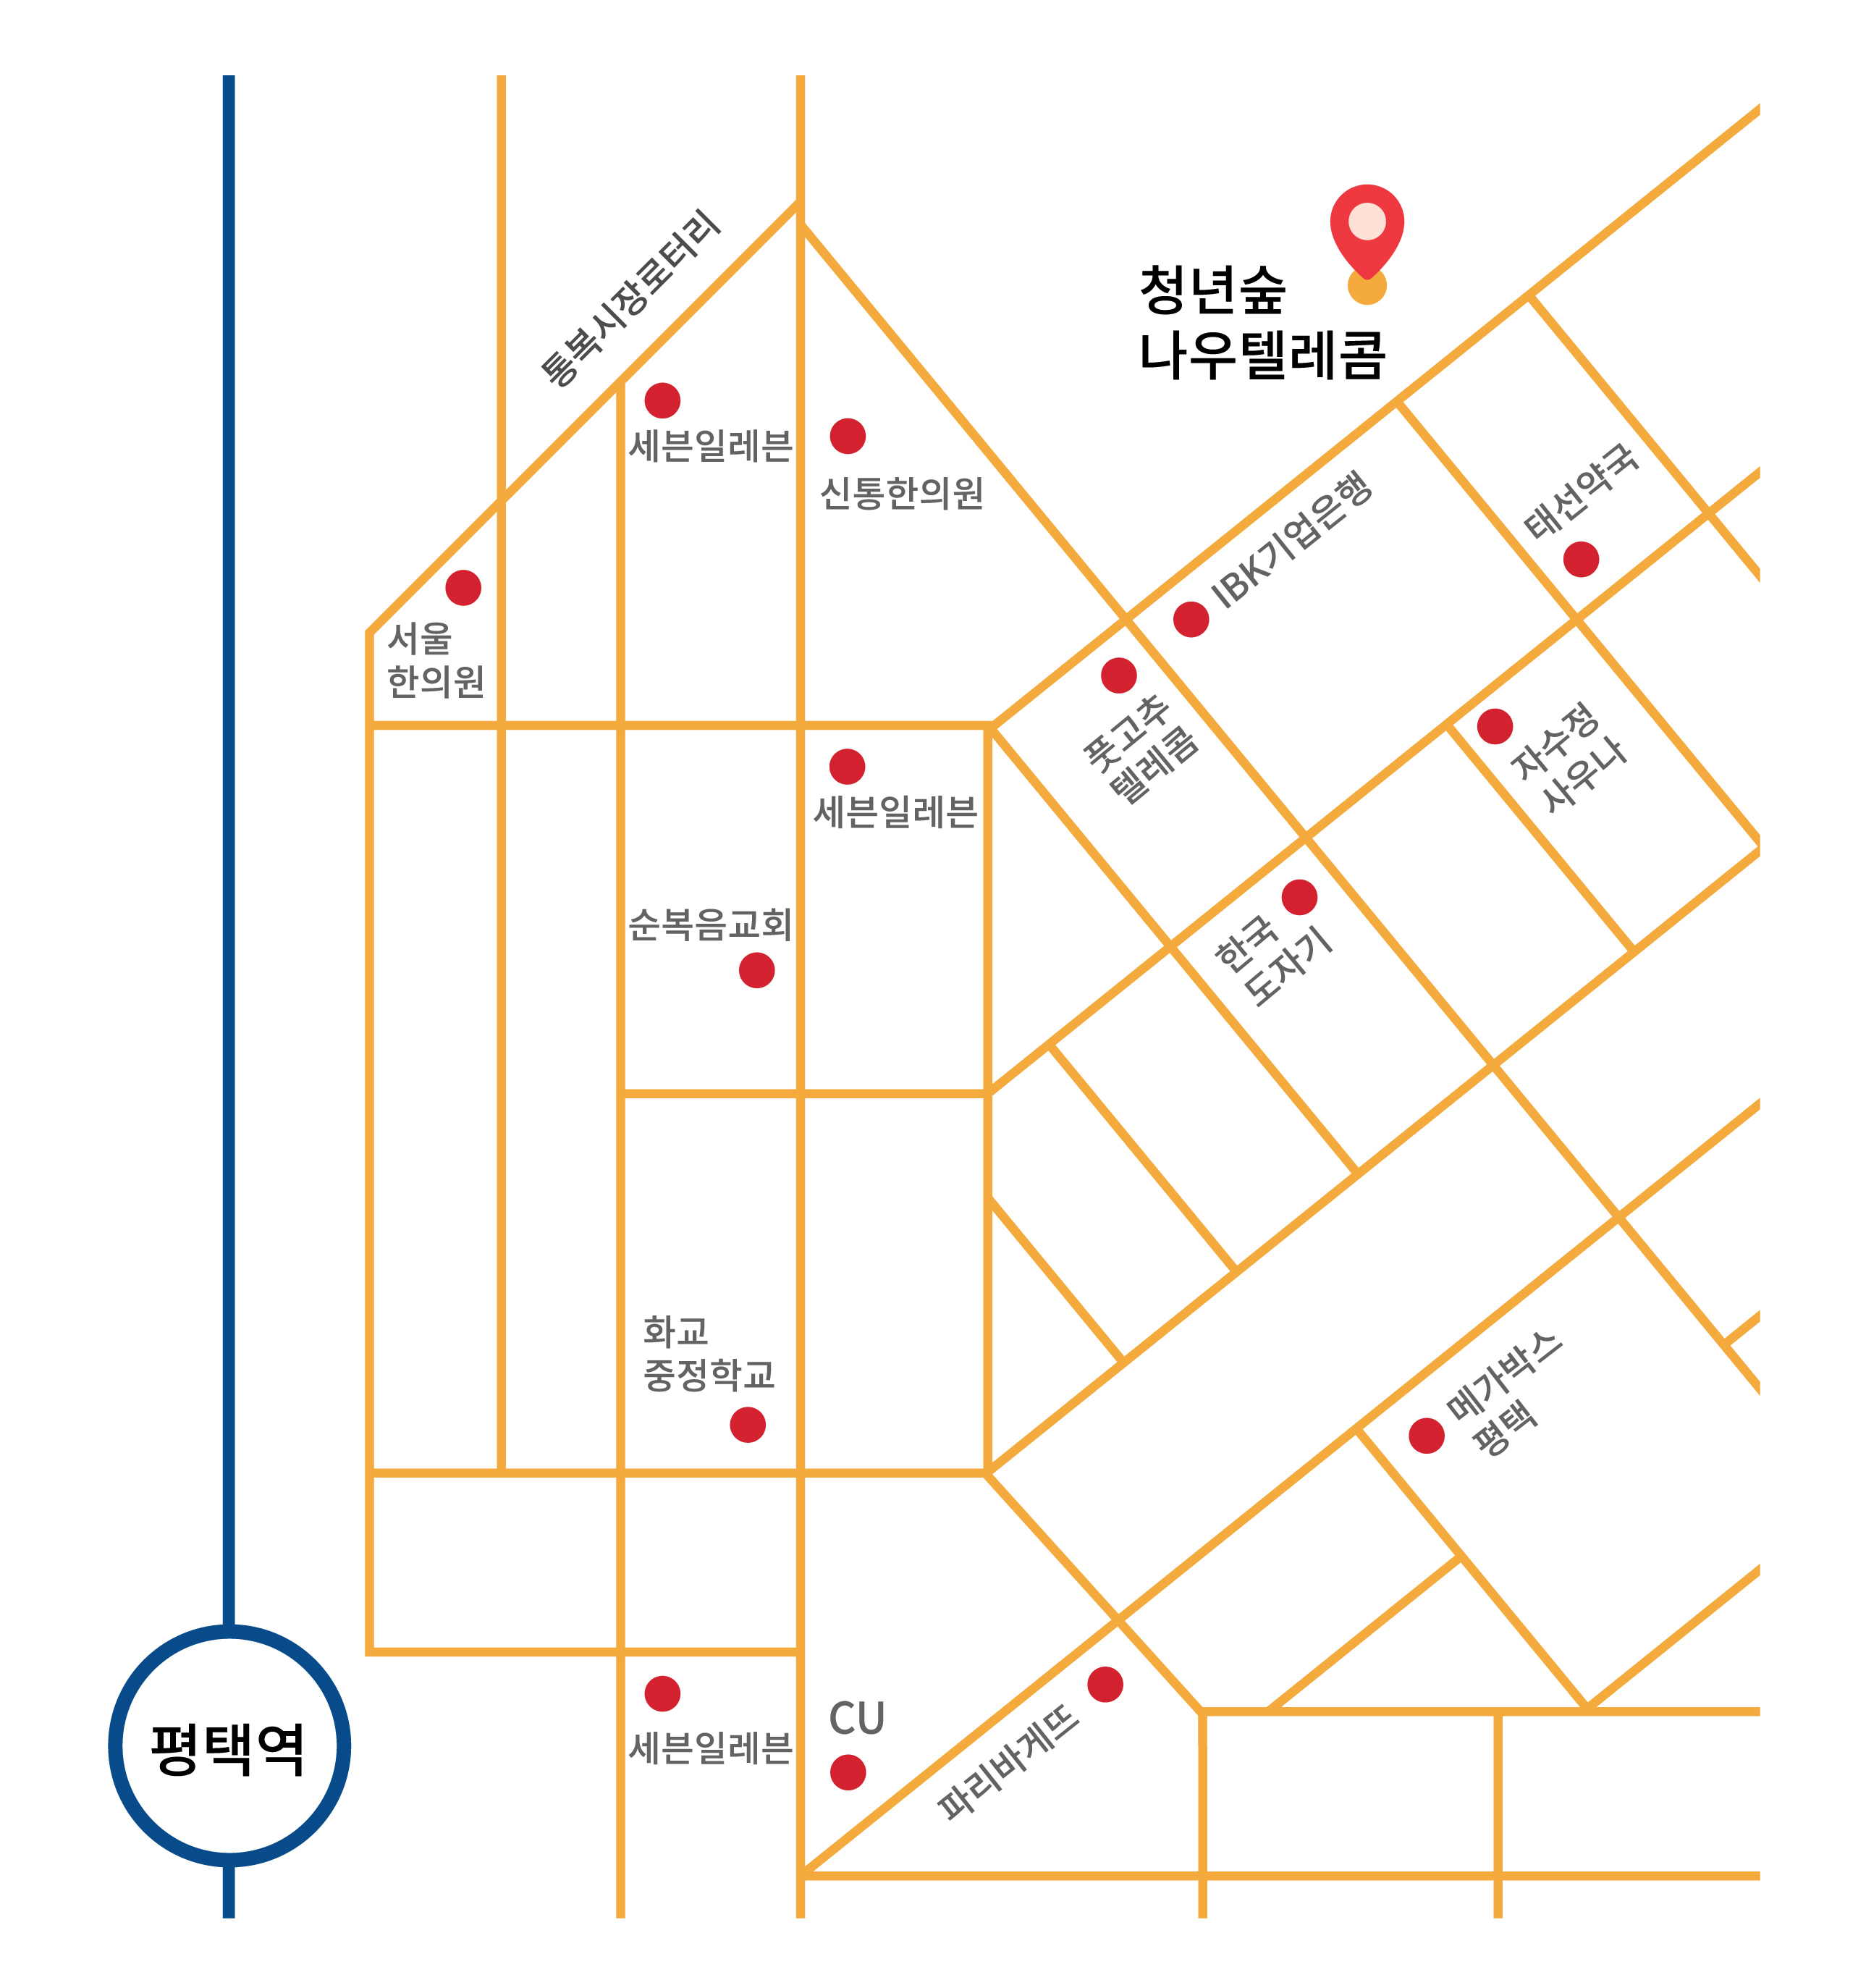 통복시장로터리
청년숲
나우텔레콤
세븐일레븐
신통한의원
IBK기업은행
태선약국
서울
한의원
풋고추
텔레콤
자수정
사우나
세븐일레븐
순복음교회
한국
도자기
화교
중정학교
메가박스
평택
세븐일레븐
CU
파리바게뜨
평택역